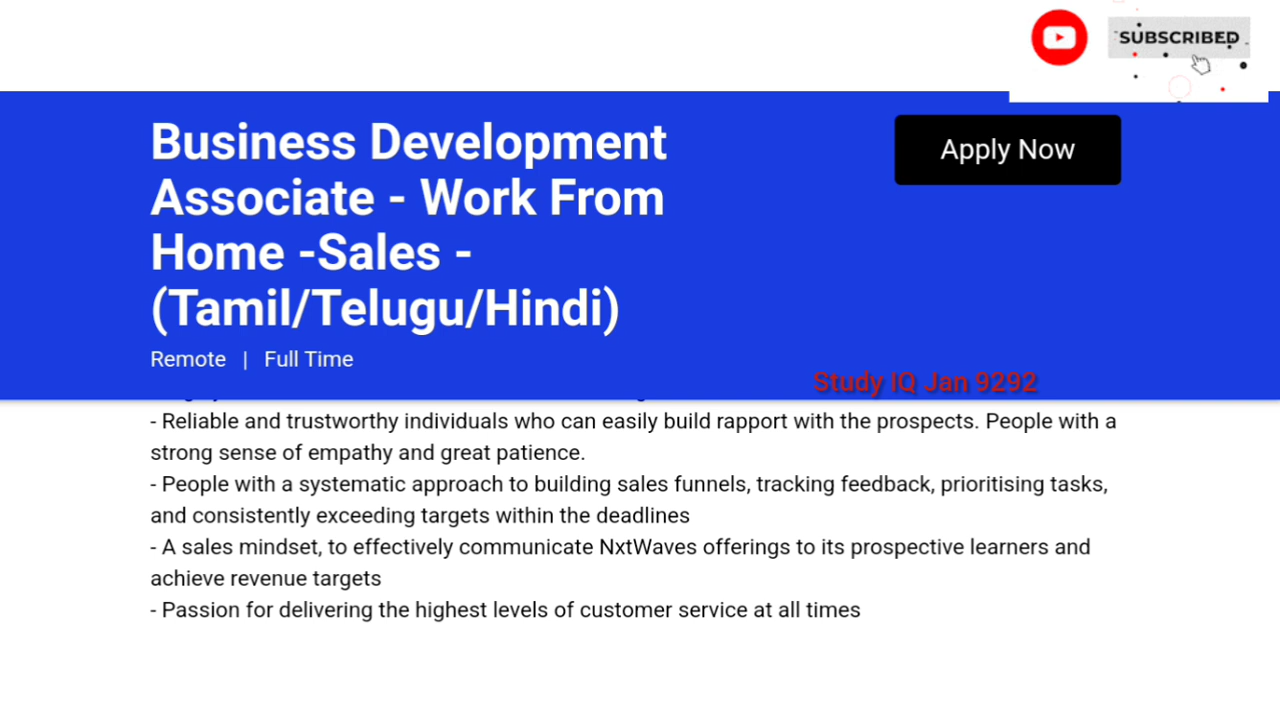 SUBSCRIBED
Business Development
Apply Now
Associate - Work From
Home -Sales -
(Tamil/Telugu/Hindi)
Remote | Full Time
Study IQ Jan 9292
- Reliable and trustworthy individuals who can easily build rapport with the prospects. People with a
strong sense of empathy and great patience.
- People with a systematic approach to building sales funnels, tracking feedback, prioritising tasks,
and consistently exceeding targets within the deadlines
- A sales mindset, to effectively communicate NxtWaves offerings to its prospective learners and
achieve revenue targets
- Passion for delivering the highest levels of customer service at all times